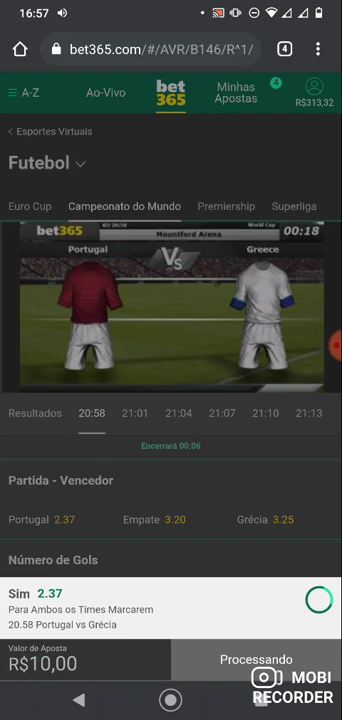 16:57
bet365.com/#/AVR/B146/R^1/
4
A-Z
Ao-Vivo
bet
365
Minhas
Apostas
4
R$313,32
Esportes Virtuais
Futebol
Euro Cup
Campeonato do Mundo
Premiership
Superliga
bet365
KO 20:58
World Cup
Mountford Arena
00:18
Portugal
Vs
Greece
Resultados
20:58
21:01
21:04
21:07
21:10
21:13
Encerrará 00:06
Partida - Vencedor
Portugal 2.37
Empate 3.20
Grécia 3.25
Número de Gols
Sim 2.37
Para Ambos os Times Marcarem
20.58 Portugal vs Grécia
Valor de Aposta
R$10,00
Processando
MOBI
RECORDER